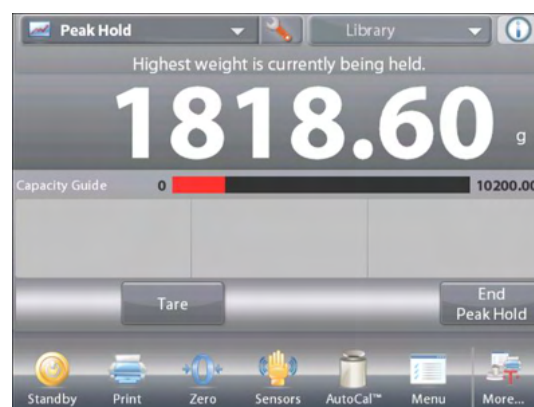 Peak Hold
Library
Highest weight is currently being held.
1818.60 g
Capacity Guide 0 10200.00
Tare
End
Peak Hold
Standby Print Zero Sensors AutoCal™ Menu More...